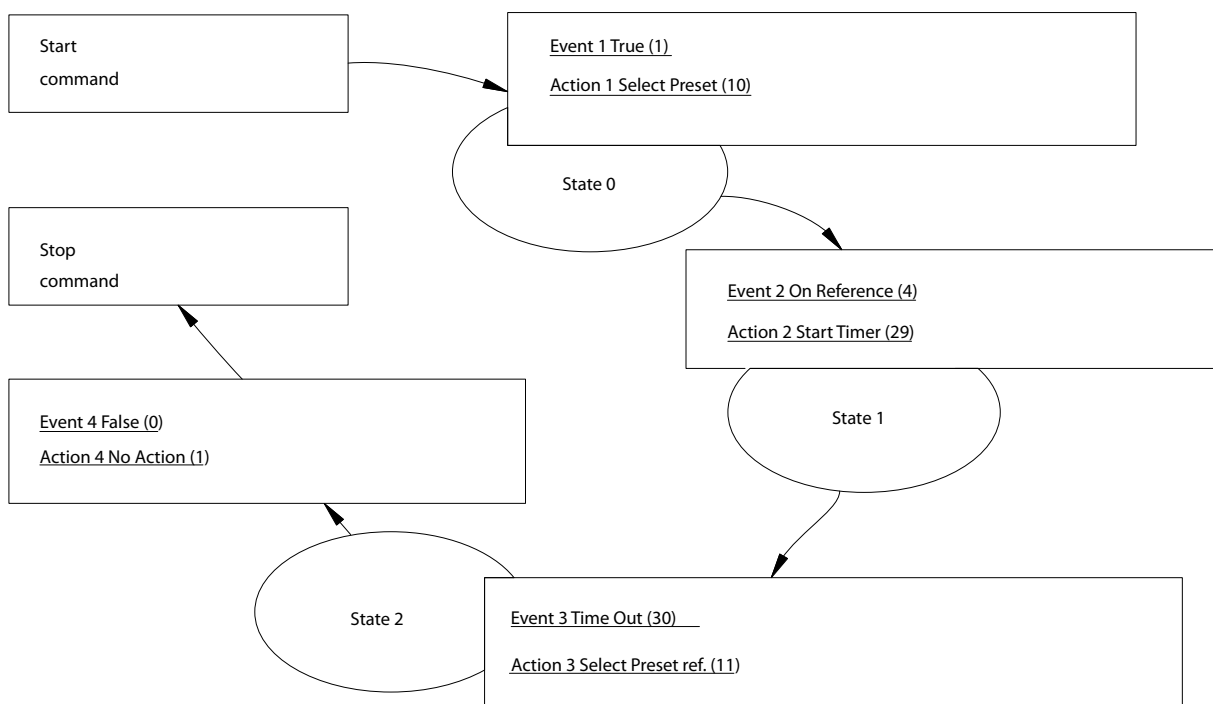 Start
command
Event 1 True (1)
Action 1 Select Preset (10)
State 0
Stop
command
Event 2 On Reference (4)
Action 2 Start Timer (29)
State 1
Event 4 False (0)
Action 4 No Action (1)
State 2
Event 3 Time Out (30)
Action 3 Select Preset ref. (11)